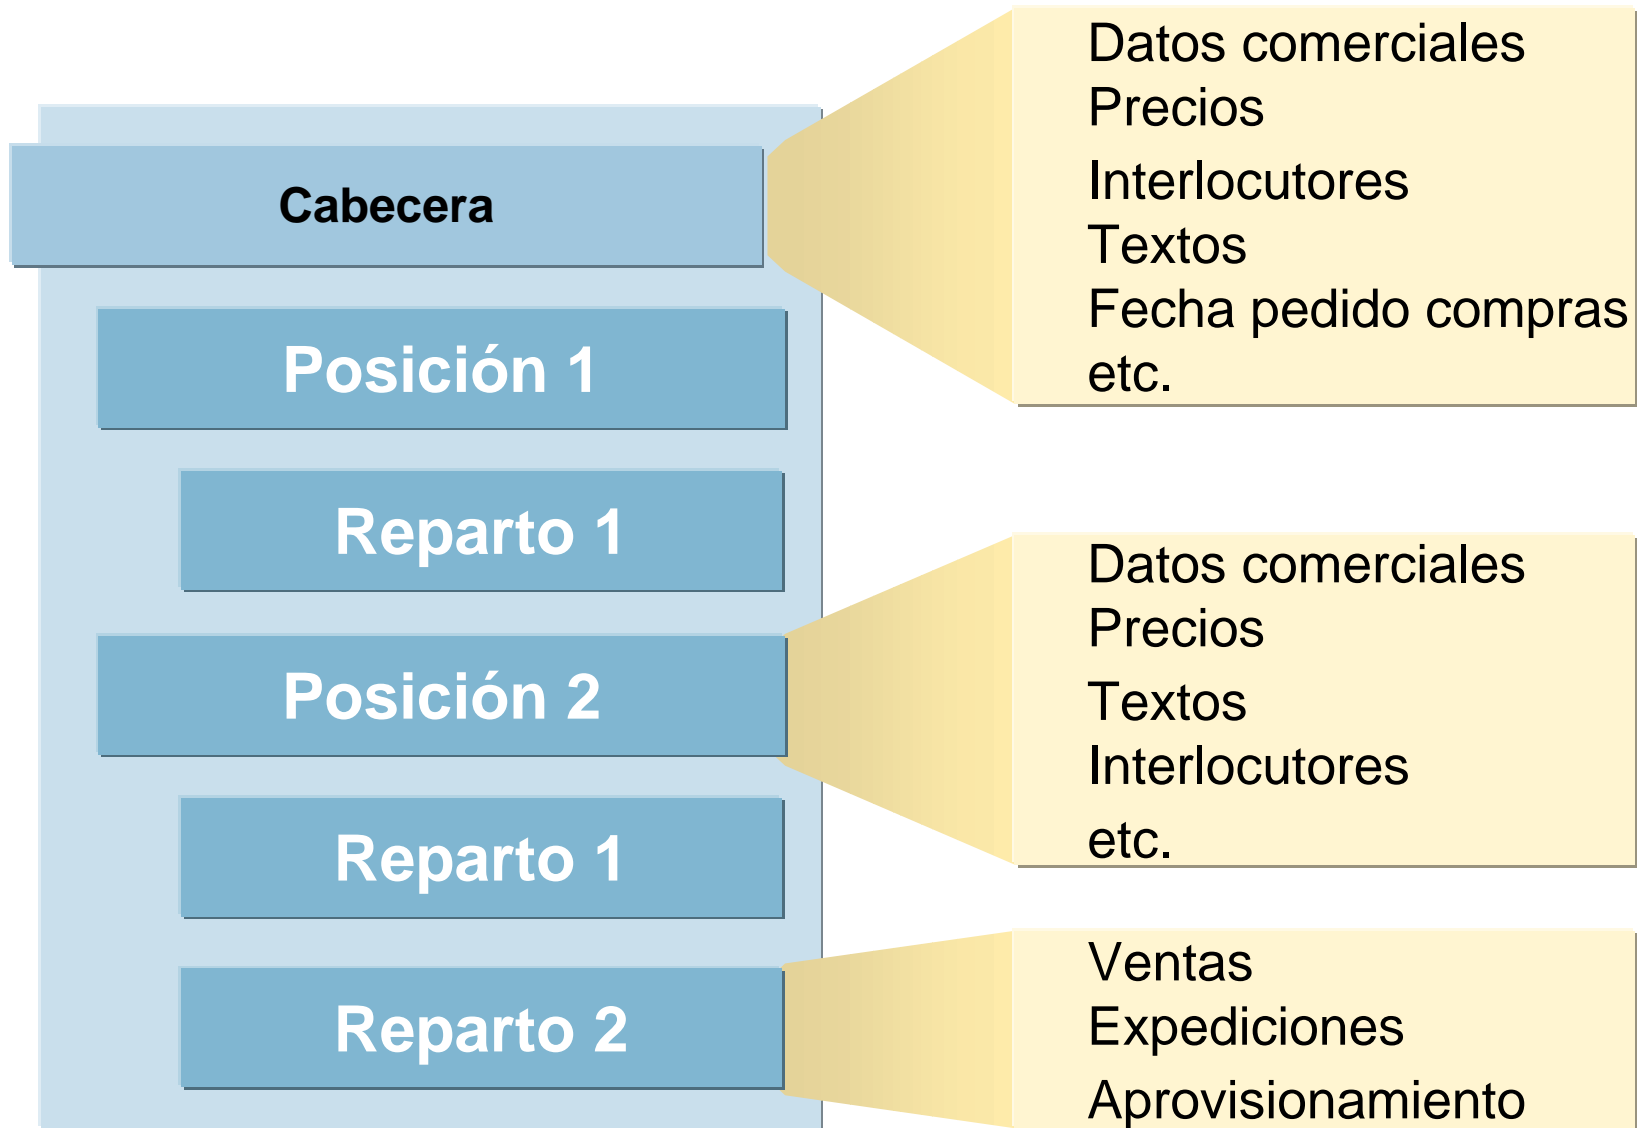 Cabecera
Posición 1
Reparto 1
Posición 2
Reparto 1
Reparto 2
Datos comerciales
Precios
Interlocutores
Textos
Fecha pedido compras
etc.
Datos comerciales
Precios
Textos
Interlocutores
etc.
Ventas
Expediciones
Aprovisionamiento